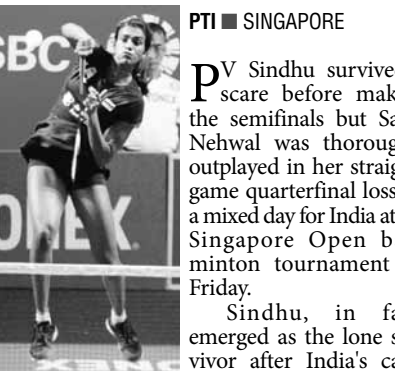 SBC
ONEX
PTI ■ SINGAPORE
PV Sindhu survive
scare before mak
the semifinals but Sa
Nehwal was thoroug
outplayed in her straig
game quarterfinal loss
a mixed day for India at
Singapore Open b
minton tournament
Friday.
Sindhu, in fa
emerged as the lone s
vivor after India's ca